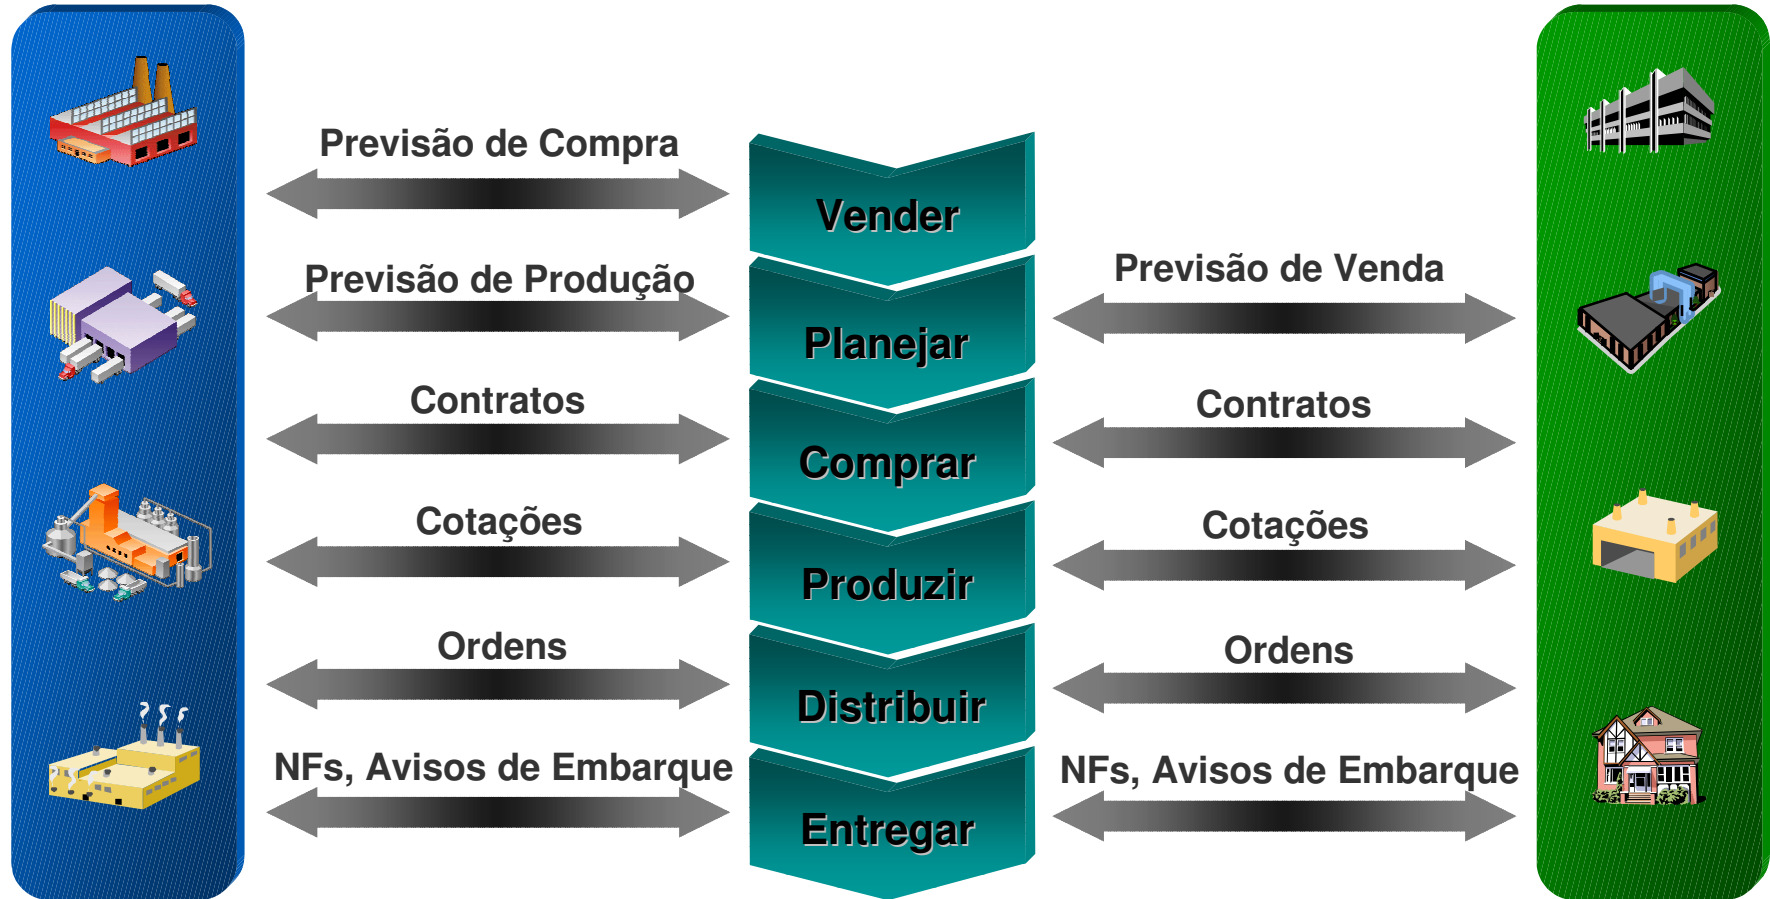 Previsão de Compra
Vender
Previsão de Produção
Previsão de Venda
Planejar
Contratos
Contratos
Comprar
Cotações
Cotações
Produzir
Ordens
Ordens
Distribuir
NFs, Avisos de Embarque
NFs, Avisos de Embarque
Entregar